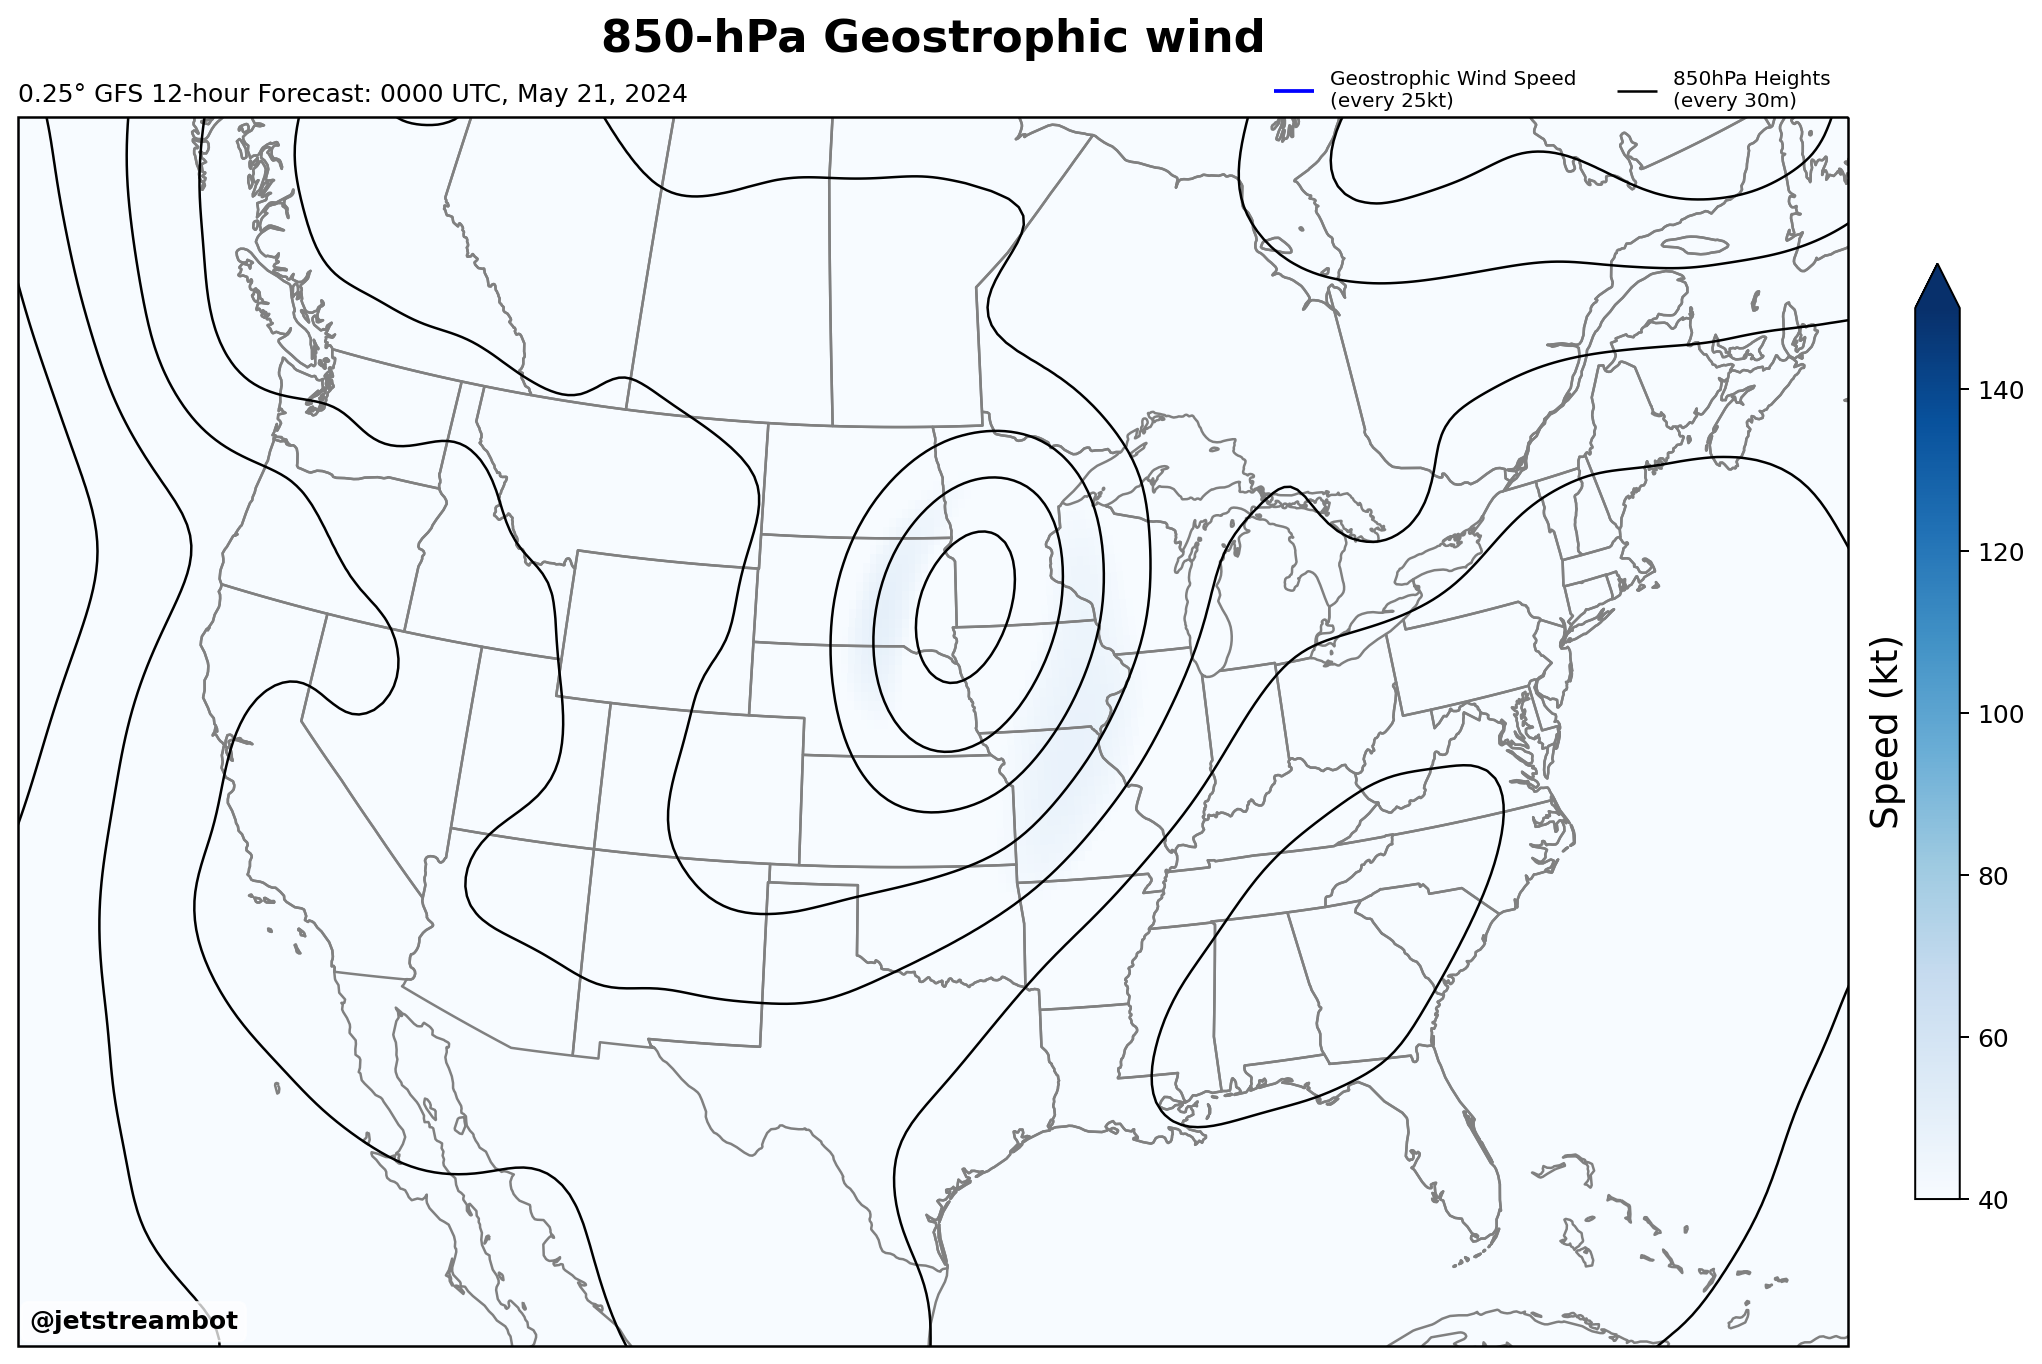 850-hPa Geostrophic wind
0.25° GFS 12-hour Forecast: 0000 UTC, May 21, 2024
Geostrophic Wind Speed
(every 25kt)
850hPa Heights
(every 30m)
140
120
100
80
60
40
Speed (kt)
@jetstreambot